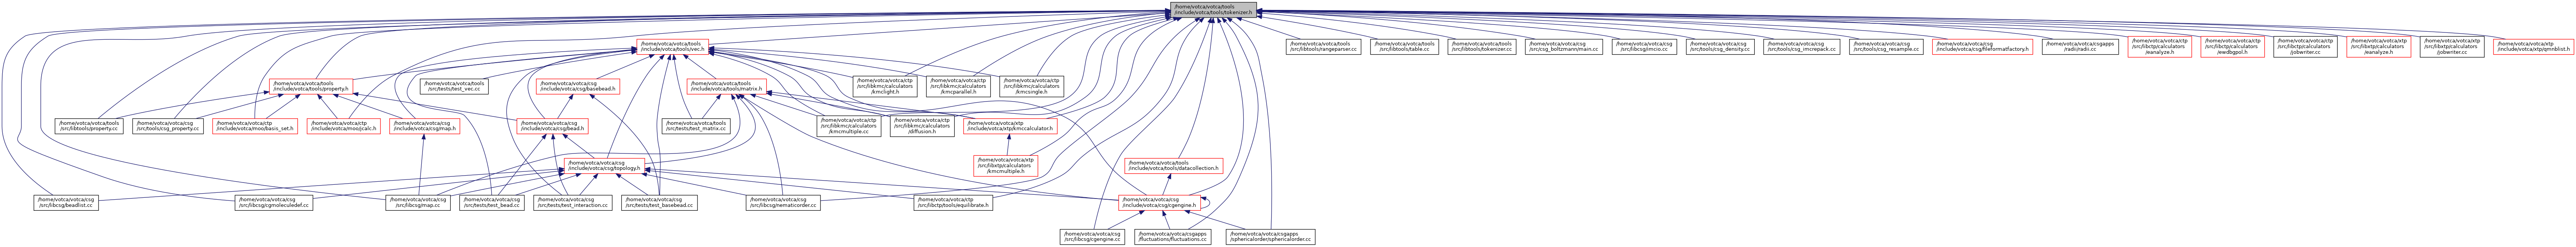 /home/votca/votca/tools
/include/votca/tools/tokenizer.h
/home/votca/votca/tools
/include/votca/tools/vec.h
/home/votca/votca/tools
/src/libtools/rangeparser.cc
/home/votca/votca/tools
/src/libtools/table.cc
/home/votca/votca/tools
/src/libtools/tokenizer.cc
/home/votca/votca/csg
/src/csg_boltzmann/main.cc
/home/votca/votca/csg
/src/libcsg/imcio.cc
/home/votca/votca/csg
/src/tools/csg_density.cc
/home/votca/votca/csg
/src/tools/csg_imcrepack.cc
/home/votca/votca/csg
/src/tools/csg_resample.cc
/home/votca/votca/csg
/include/votca/csg/fileformatfactory.h
/home/votca/votca/csgapps
/radii/radii.cc
/home/votca/votca/ctp
/src/libctp/calculators
/eanalyze.h
/home/votca/votca/ctp
/src/libctp/calculators
/ewdbgpol.h
/home/votca/votca/ctp
/src/libctp/calculators
/jobwriter.cc
/home/votca/votca/xtp
/src/libxtp/calculators
/eanalyze.h
/home/votca/votca/xtp
/src/libxtp/calculators
/jobwriter.cc
/home/votca/votca/xtp
/include/votca/xtp/qmnblist.h
/home/votca/votca/tools
/include/votca/tools/property.h
/home/votca/votca/tools
/src/tests/test_vec.cc
/home/votca/votca/csg
/include/votca/csg/basebead.h
/home/votca/votca/tools
/include/votca/tools/matrix.h
/home/votca/votca/ctp
/src/libkmc/calculators
/kmclight.h
/home/votca/votca/ctp
/src/libkmc/calculators
/kmcparallel.h
/home/votca/votca/ctp
/src/libkmc/calculators
/kmcsingle.h
/home/votca/votca/tools
/src/libtools/property.cc
/home/votca/votca/csg
/src/tools/csg_property.cc
/home/votca/votca/ctp
/include/votca/moo/basis_set.h
/home/votca/votca/ctp
/include/votca/moo/jcalc.h
/home/votca/votca/csg
/include/votca/csg/map.h
/home/votca/votca/csg
/include/votca/csg/bead.h
/home/votca/votca/tools
/src/tests/test_matrix.cc
/home/votca/votca/ctp
/src/libkmc/calculators
/kmcmultiple.cc
/home/votca/votca/ctp
/src/libkmc/calculators
/diffusion.h
/home/votca/votca/xtp
/include/votca/xtp/kmccalculator.h
/home/votca/votca/csg
/include/votca/csg/topology.h
/home/votca/votca/xtp
/src/libxtp/calculators
/kmcmultiple.h
/home/votca/votca/tools
/include/votca/tools/datacollection.h
/home/votca/votca/csg
/src/libcsg/beadlist.cc
/home/votca/votca/csg
/src/libcsg/cgmoleculedef.cc
/home/votca/votca/csg
/src/libcsg/map.cc
/home/votca/votca/csg
/src/tests/test_bead.cc
/home/votca/votca/csg
/src/tests/test_interaction.cc
/home/votca/votca/csg
/src/tests/test_basebead.cc
/home/votca/votca/csg
/src/libcsg/nematicorder.cc
/home/votca/votca/ctp
/src/libctp/tools/equilibrate.h
/home/votca/votca/csg
/include/votca/csg/cgengine.h
/home/votca/votca/csg
/src/libcsg/cgengine.cc
/home/votca/votca/csgapps
/fluctuations/fluctuations.cc
/home/votca/votca/csgapps
/sphericalorder/sphericalorder.cc